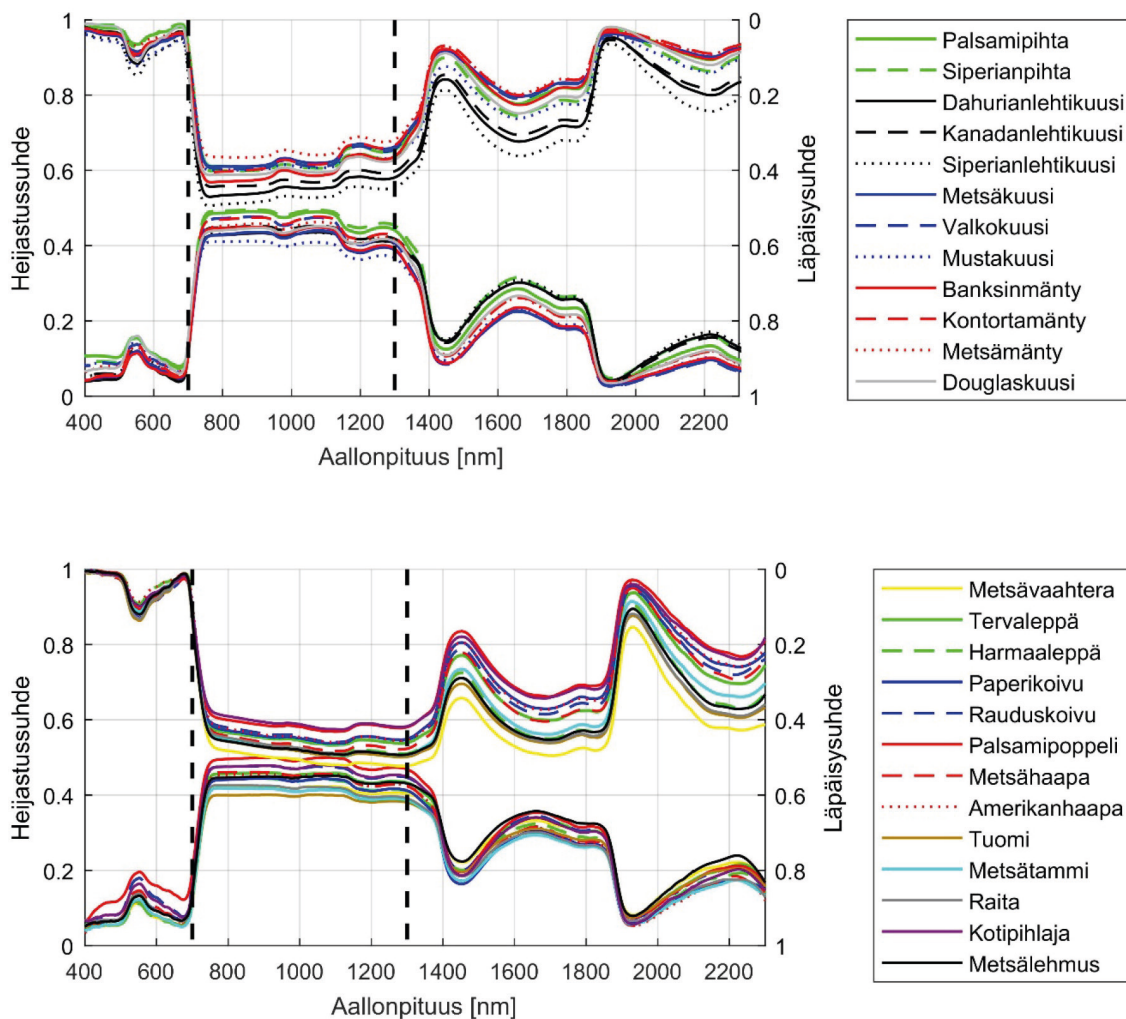 1
0.8
0.6
0.4
0.2
0
Heijastussuhde
0
0.2
0.4
0.6
0.8
1
Läpäisysuhde
400 600 800 1000 1200 1400 1600 1800 2000 2200
Aallonpituus [nm]
Palsamipihta
Siperianpihta
Dahurianlehtikuusi
Kanadanlehtikuusi
Siperianlehtikuusi
Metsäkuusi
Valkokuusi
Mustakuusi
Banksinmänty
Kontortamänty
Metsämänty
Douglaskuusi
1
0.8
0.6
0.4
0.2
0
Heijastussuhde
0
0.2
0.4
0.6
0.8
1
Läpäisysuhde
400 600 800 1000 1200 1400 1600 1800 2000 2200
Aallonpituus [nm]
Metsävaahtera
Tervaleppä
Harmaaleppä
Paperikoivu
Rauduskoivu
Palsamipoppeli
Metsähaapa
Amerikanhaapa
Tuomi
Metsätammi
Raita
Kotipihlaja
Metsälehmus